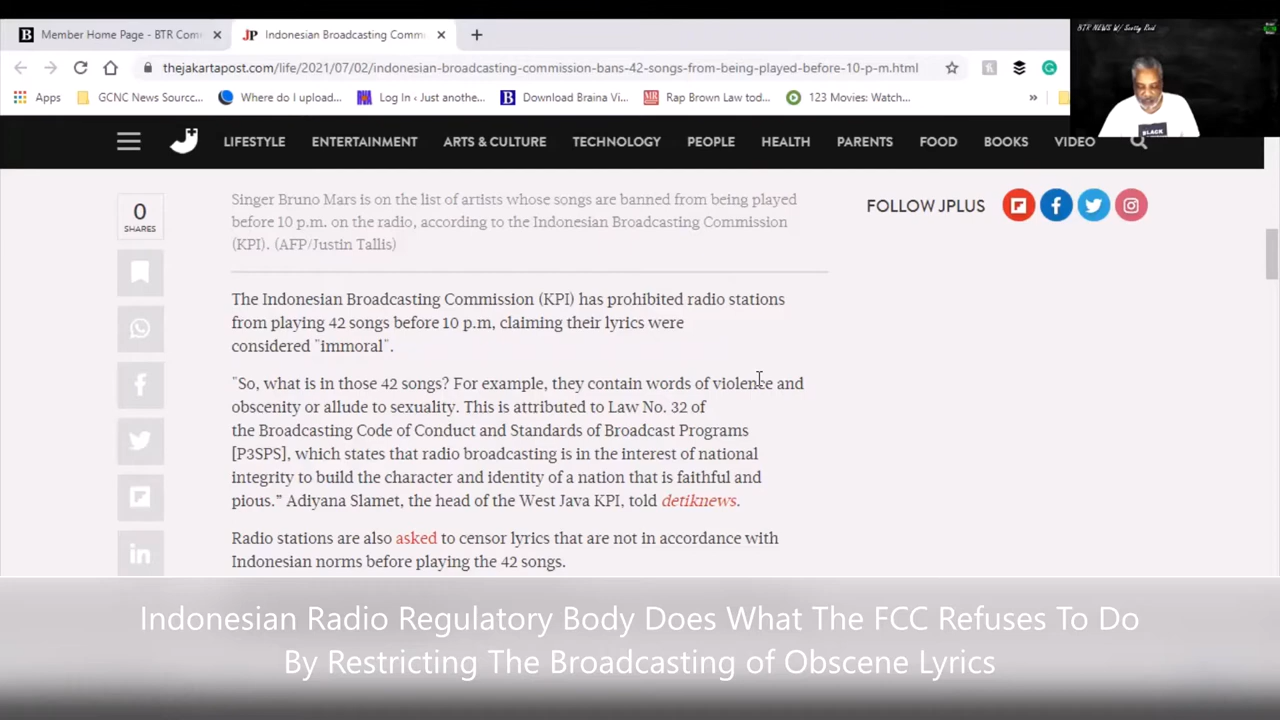 Member Home Page - BTR Com
Indonesian Broadcasting Comm
BTR NEWS W/ Scotty Reid
thejakartapost.com/life/2021/07/02/indonesian-broadcasting-commission-bans-42-songs-from-being-played-before-10-p-m.html
Apps
GCNC News Sourcc...
Where do I upload...
Log In ‹ Just anothe...
Download Braina Vi...
Rap Brown Law tod...
123 Movies: Watch...
»
BLACK
LIFESTYLE
ENTERTAINMENT
ARTS & CULTURE
TECHNOLOGY
PEOPLE
HEALTH
PARENTS
FOOD
BOOKS
VIDEO
0
SHARES
Singer Bruno Mars is on the list of artists whose songs are banned from being played
before 10 p.m. on the radio, according to the Indonesian Broadcasting Commission
(KPI). (AFP/Justin Tallis)
FOLLOW JPLUS
The Indonesian Broadcasting Commission (KPI) has prohibited radio stations
from playing 42 songs before 10 p.m, claiming their lyrics were
considered "immoral".
"So, what is in those 42 songs? For example, they contain words of violence and
obscenity or allude to sexuality. This is attributed to Law No. 32 of
the Broadcasting Code of Conduct and Standards of Broadcast Programs
[P3SPS], which states that radio broadcasting is in the interest of national
integrity to build the character and identity of a nation that is faithful and
pious.” Adiyana Slamet, the head of the West Java KPI, told detiknews.
Radio stations are also asked to censor lyrics that are not in accordance with
Indonesian norms before playing the 42 songs.
Indonesian Radio Regulatory Body Does What The FCC Refuses To Do
By Restricting The Broadcasting of Obscene Lyrics